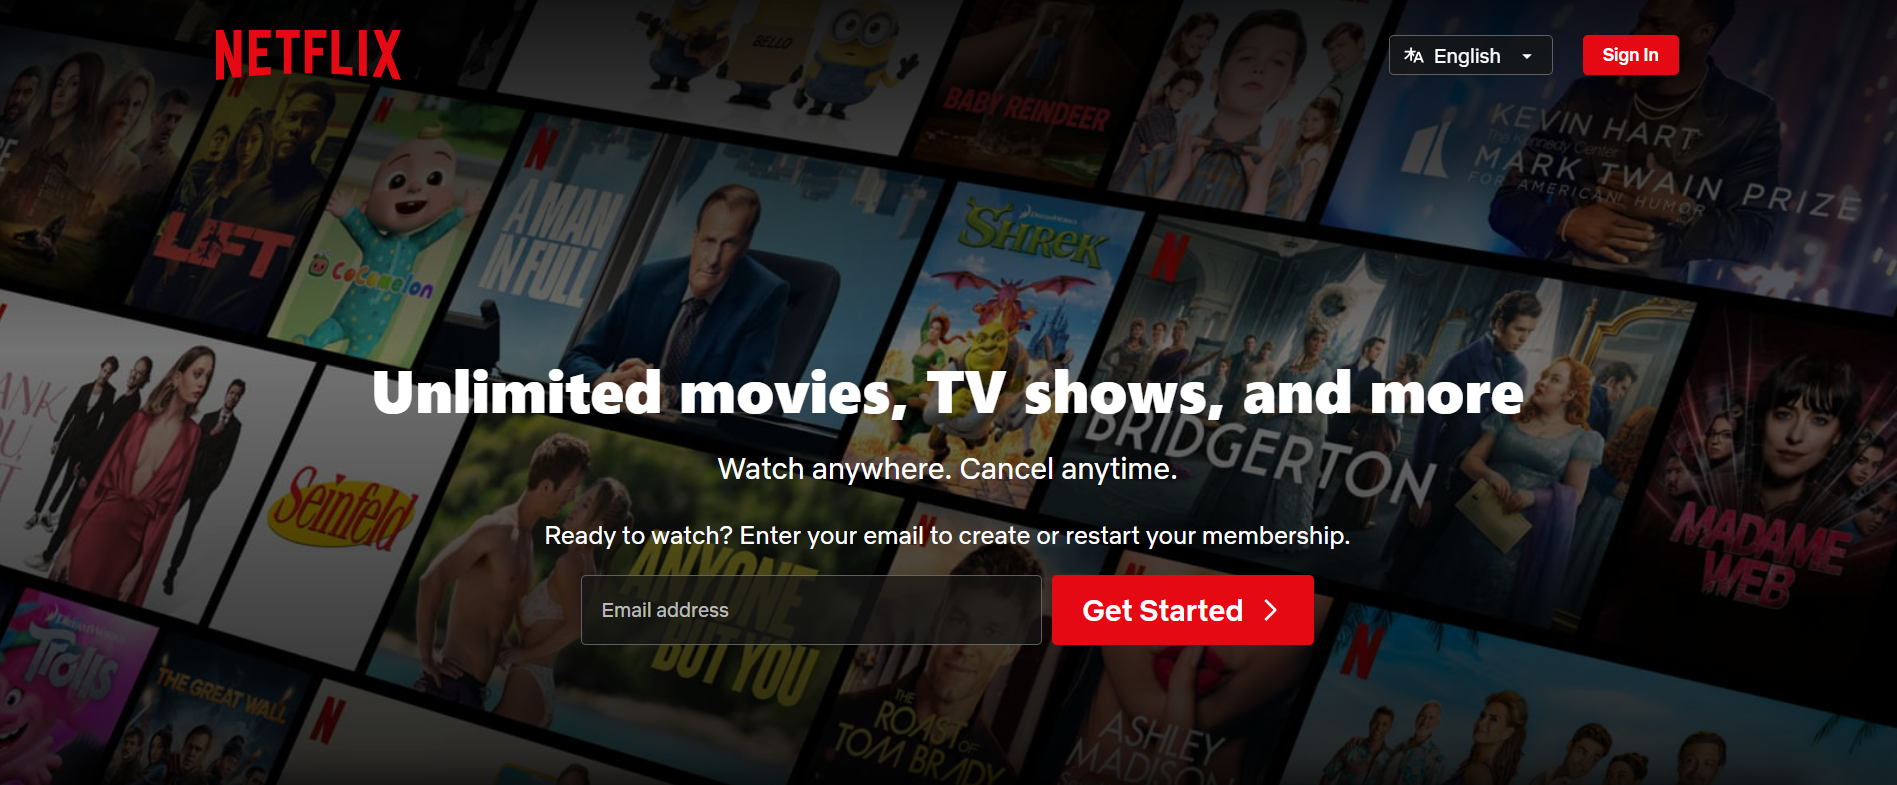 NETFLIX
English
Sign In
BELLO
BABY REINDEER
KEVIN HART
The Kennedy Center
MARK TWAIN PRIZE
FOR AMERICAN HUMOR
LIFT
CoComelon
A MAN
IN FULL
DreamWorks
SHREK
Unlimited movies, TV shows, and more
BRIDGERTON
Watch anywhere. Cancel anytime.
Seinfeld
MADAME
WEB
Ready to watch? Enter your email to create or restart your membership.
ANYONE
BUT YOU
Email address
Get Started
DreamWorks
Trolls
THE GREAT WALL
THE
ROAST OF
TOM BRADY
ASHLEY
MADISON